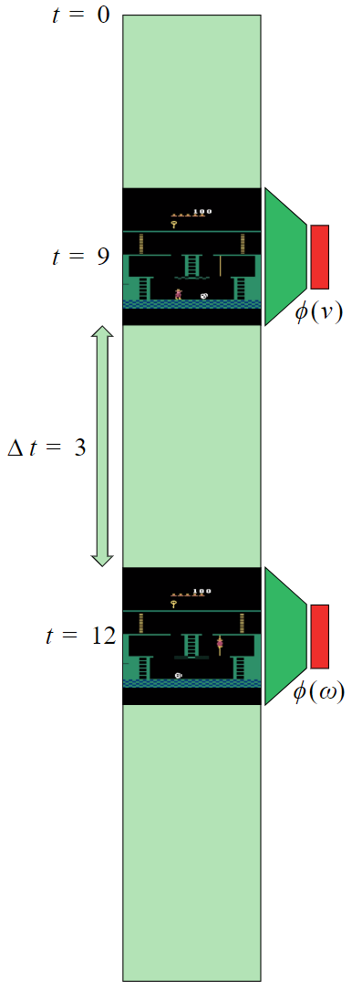 t = 0
100
t = 9
ϕ(v)
Δ t = 3
100
t = 12
ϕ(ω)